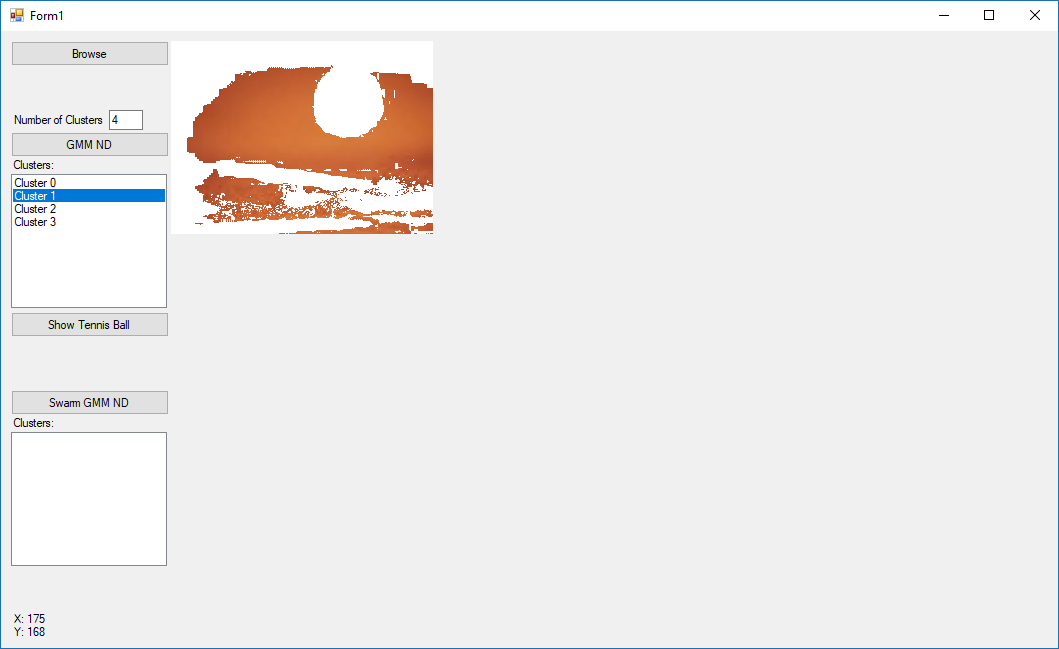 Form1
Browse
Number of Clusters 4
GMM ND
Clusters:
Cluster 0
Cluster 1
Cluster 2
Cluster 3
Show Tennis Ball
Swarm GMM ND
Clusters:
X: 175
Y: 168